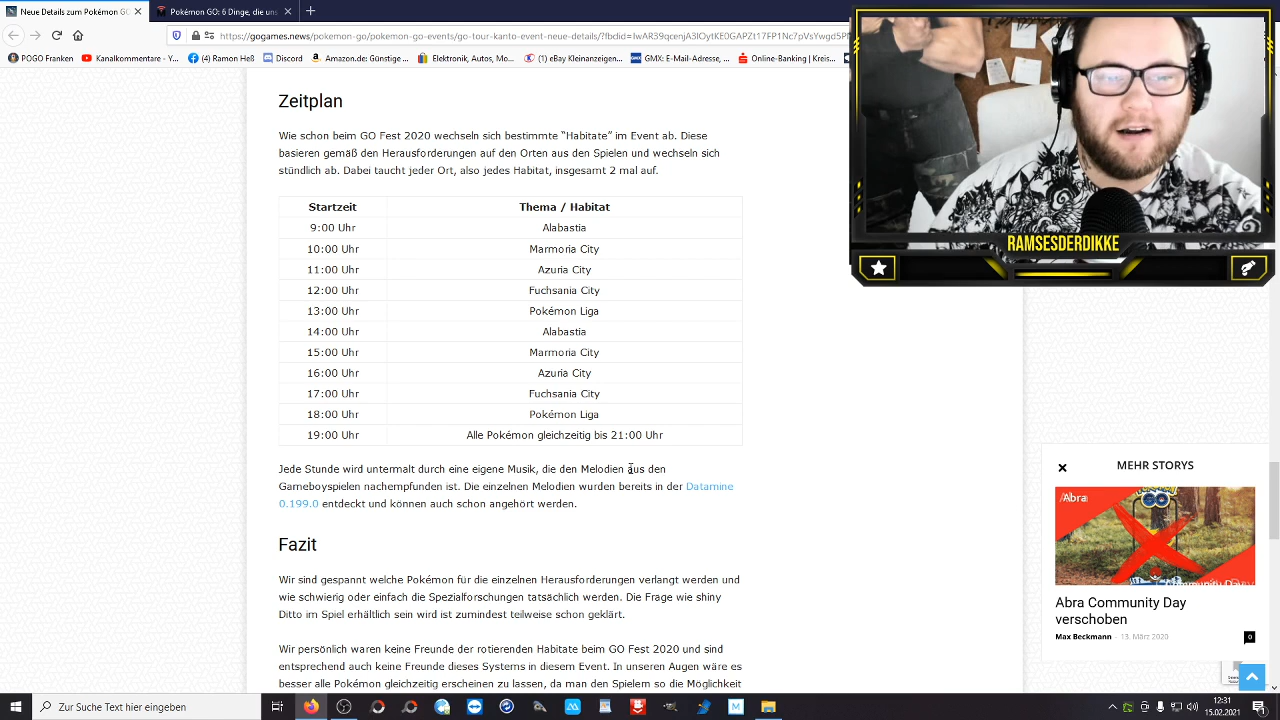 Neue Details zum Pokémon GO
Pokémon GO: 6 Dinge, die uns
https://gogames.news/pokemon-go/pokemon-go-events/go-tour-kanto-event-neue-details/?fbclid=IwAR39qcenjA3IOytKE0GAPZt17FP1Nc7pVsYwgd5P
POGO Franken
Kanalkommentare - Y...
(4) Ramon Heß
Discord
Amazon.de: Günstige ...
Elektronik, Autos, Mo...
(1) eBay Kleinanzeigen...
GMX: E-Mail-Adresse, ...
Online-Banking | Kreis...
RAMSESDERDIKKE
Zeitplan
Wie schon beim GO Fest 2020 wechseln sich bestimmte “Habitate” im Event ab. Diese
basieren gemäß den Herausforderungen auf den Orten aus den Spielen und wechseln sich
stündlich ab. Dabei taucht jeder Ort, also jedes Habitat, insgesamt 2 mal auf.
Startzeit Thema / Habitat
9:00 Uhr Alabastia
10:00 Uhr Marmoria City
11:00 Uhr Azuria City
12:00 Uhr Fuchsania City
13:00 Uhr Pokémon Liga
14:00 Uhr Alabastia
15:00 Uhr Marmoria City
16:00 Uhr Azuria City
17:00 Uhr Fuchsania City
18:00 Uhr Pokémon Liga
19:00 Uhr Alle Pokémon gleichzeitig bis 21:00 Uhr
Jede Stunde wird untermalt durch eine eigene Musik, die den Melodien aus den
Gameboyspielen nachempfunden ist. Die einzelnen Melodien wurden bereits in der Datamine
0.199.0 entdeckt und können auch schon angehört werden.
Fazit
Wir sind gespannt welche Pokémon für die einzelnen Herausforderungen verlangt werden und
wie schwierig oder einfach die Spezialforschungen tatsächlich werden. Die Frage wie shiny
Ditto im Spiel erhältlich sein wird ist zumindest teilweise schon geklärt.
Wir persönlich waren keine Freunde der rotierenden Habitate beim GO Fest 2020 und sind
entsprechend auch keine Freunde dieses Systems in diesem Event. In unseren Augen wäre es
besser alle Pokémon gleichzeitig erscheinen zu lassen, da man den Spielern so die Möglichkeit
MEHR STORYS
Abra
GO
Community Day
Abra Community Day
verschoben
Max Beckmann - 13. März 2020
0
Zur Suche Text hier eingeben
12:31
15.02.2021